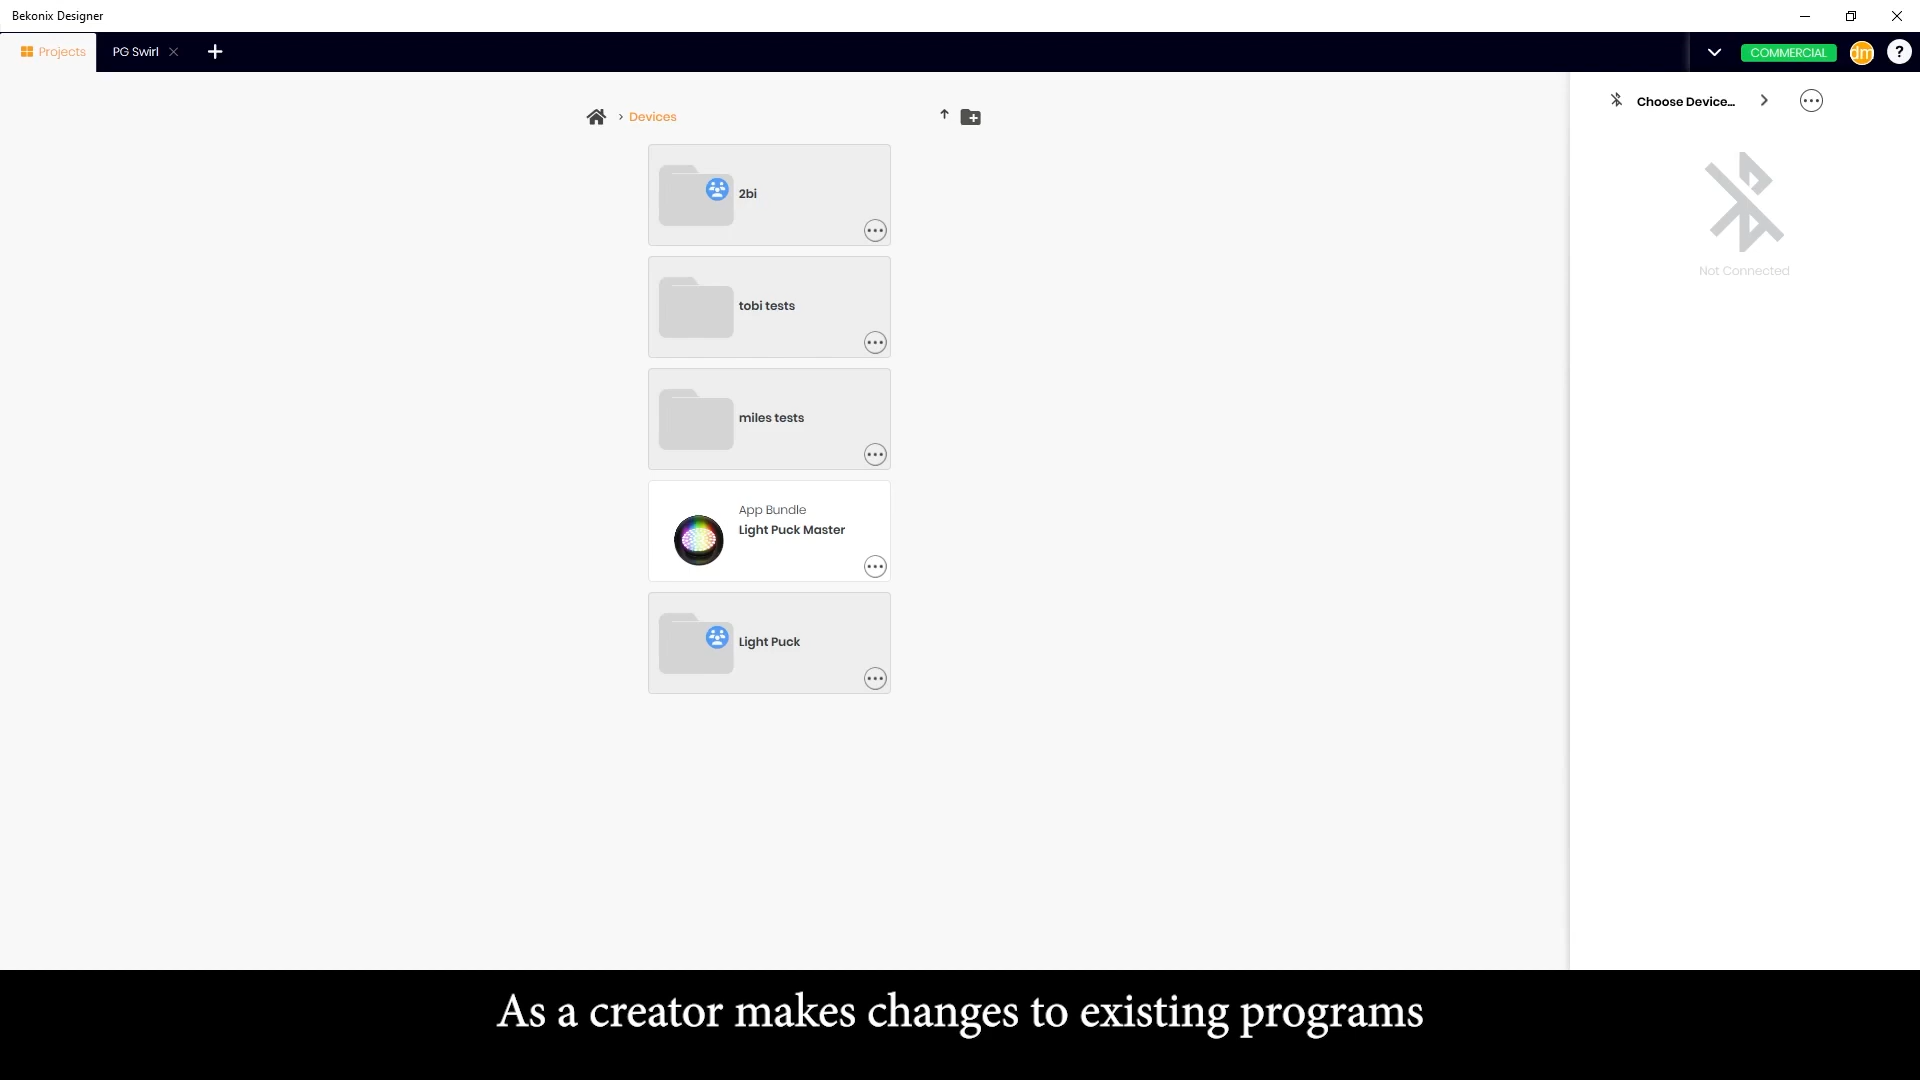 Bekonix Designer
Projects
PG Swirl
COMMERCIAL
dm
?
Devices
Choose Device...
2bi
Not Connected
tobi tests
miles tests
App Bundle
Light Puck Master
Light Puck
As a creator makes changes to existing programs